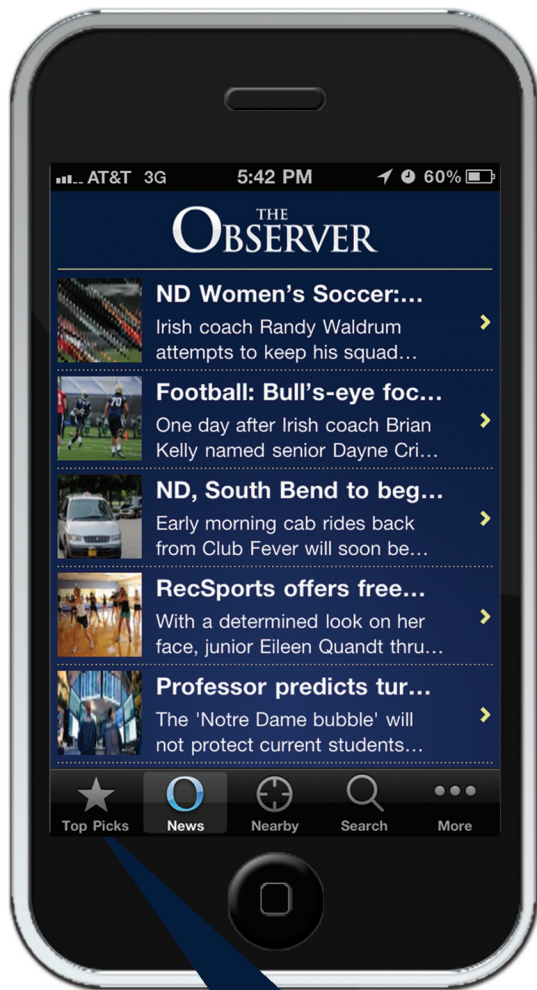 AT&T 3G 5:42 PM 60%
THE
OBSERVER
ND Women's Soccer:...
Irish coach Randy Waldrum
attempts to keep his squad...
Football: Bull's-eye foc...
One day after Irish coach Brian
Kelly named senior Dayne Cri...
ND, South Bend to beg...
Early morning cab rides back
from Club Fever will soon be...
RecSports offers free...
With a determined look on her
face, junior Eileen Quandt thru...
Professor predicts tur...
The 'Notre Dame bubble' will
not protect current students...
Top Picks News Nearby Search More